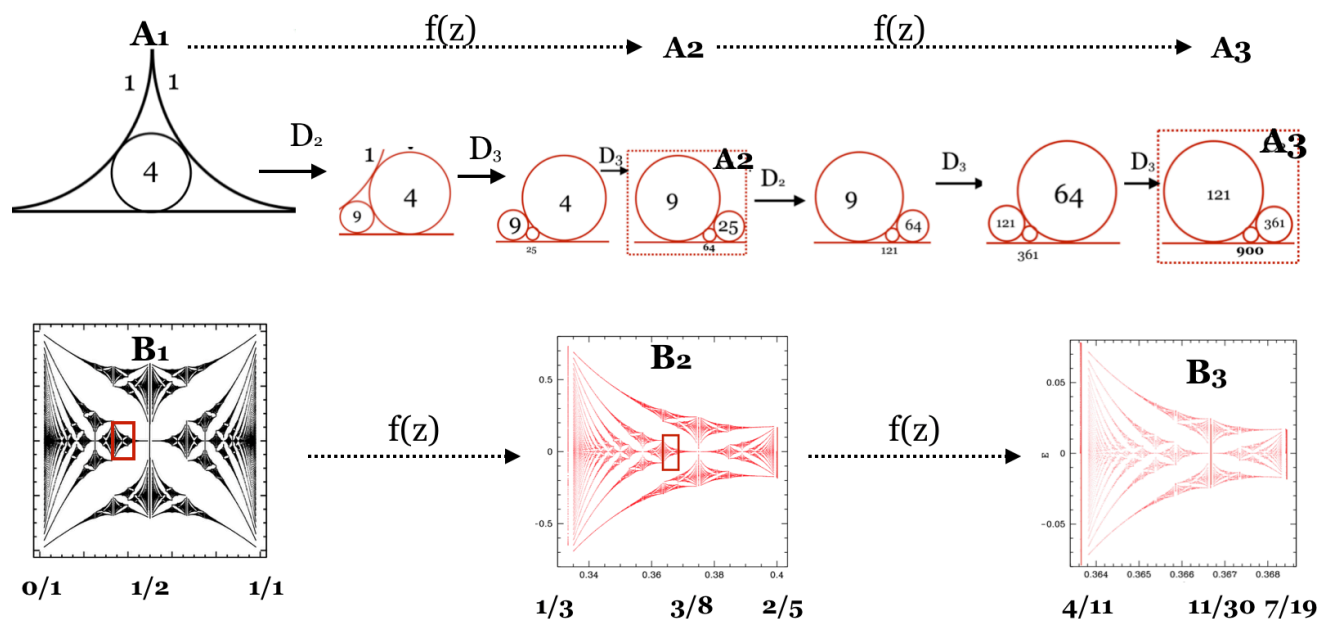 A1 f(z) A2 f(z) A3
1 1
4
D2
1
9 4
D3
9 4
25
D3
A2
9 25
64
D2
9 64
121
D3
121 64
361
D3
A3
121 361
900
B1
0/1 1/2 1/1
f(z)
B2
0.5
0
-0.5
0.34 0.36 0.38 0.4
1/3 3/8 2/5
f(z)
B3
0.05
0
E
-0.05
0.364 0.365 0.366 0.367 0.368
4/11 11/30 7/19